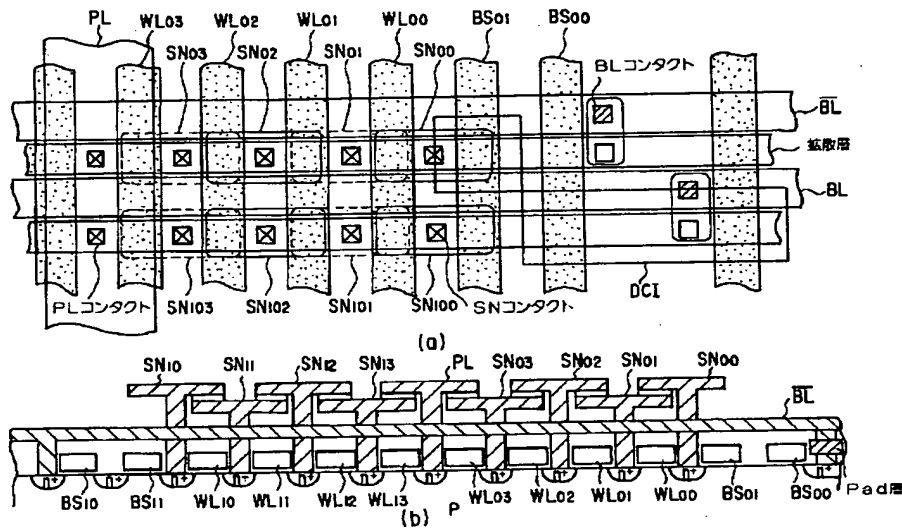 PL
WL03
WL02
WL01
WL00
BS01
BS00
SN03
SN02
SN01
SN00
BLコンタクト
B̅L̅
拡散層
BL
PLコンタクト
SN103
SN102
SN101
SN100
SNコンタクト
DCI
(a)
SN10
SN11
SN12
SN13
PL
SN03
SN02
SN01
SN00
B̅L̅
n+ n+ n+ n+ n+ n+ n+ n+ n+ n+ n+ n+
BS10
BS11
WL10
WL11
WL12
WL13
WL03
WL02
WL01
WL00
BS01
BS00
Pad層
(b)
P